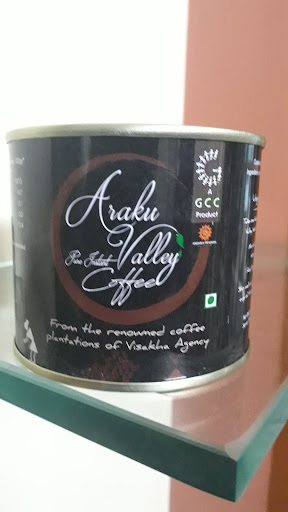 Araku
Valley
Pure Instant
Coffee
A
GCC
Product
From the renowned coffee
plantations of Visakha Agency